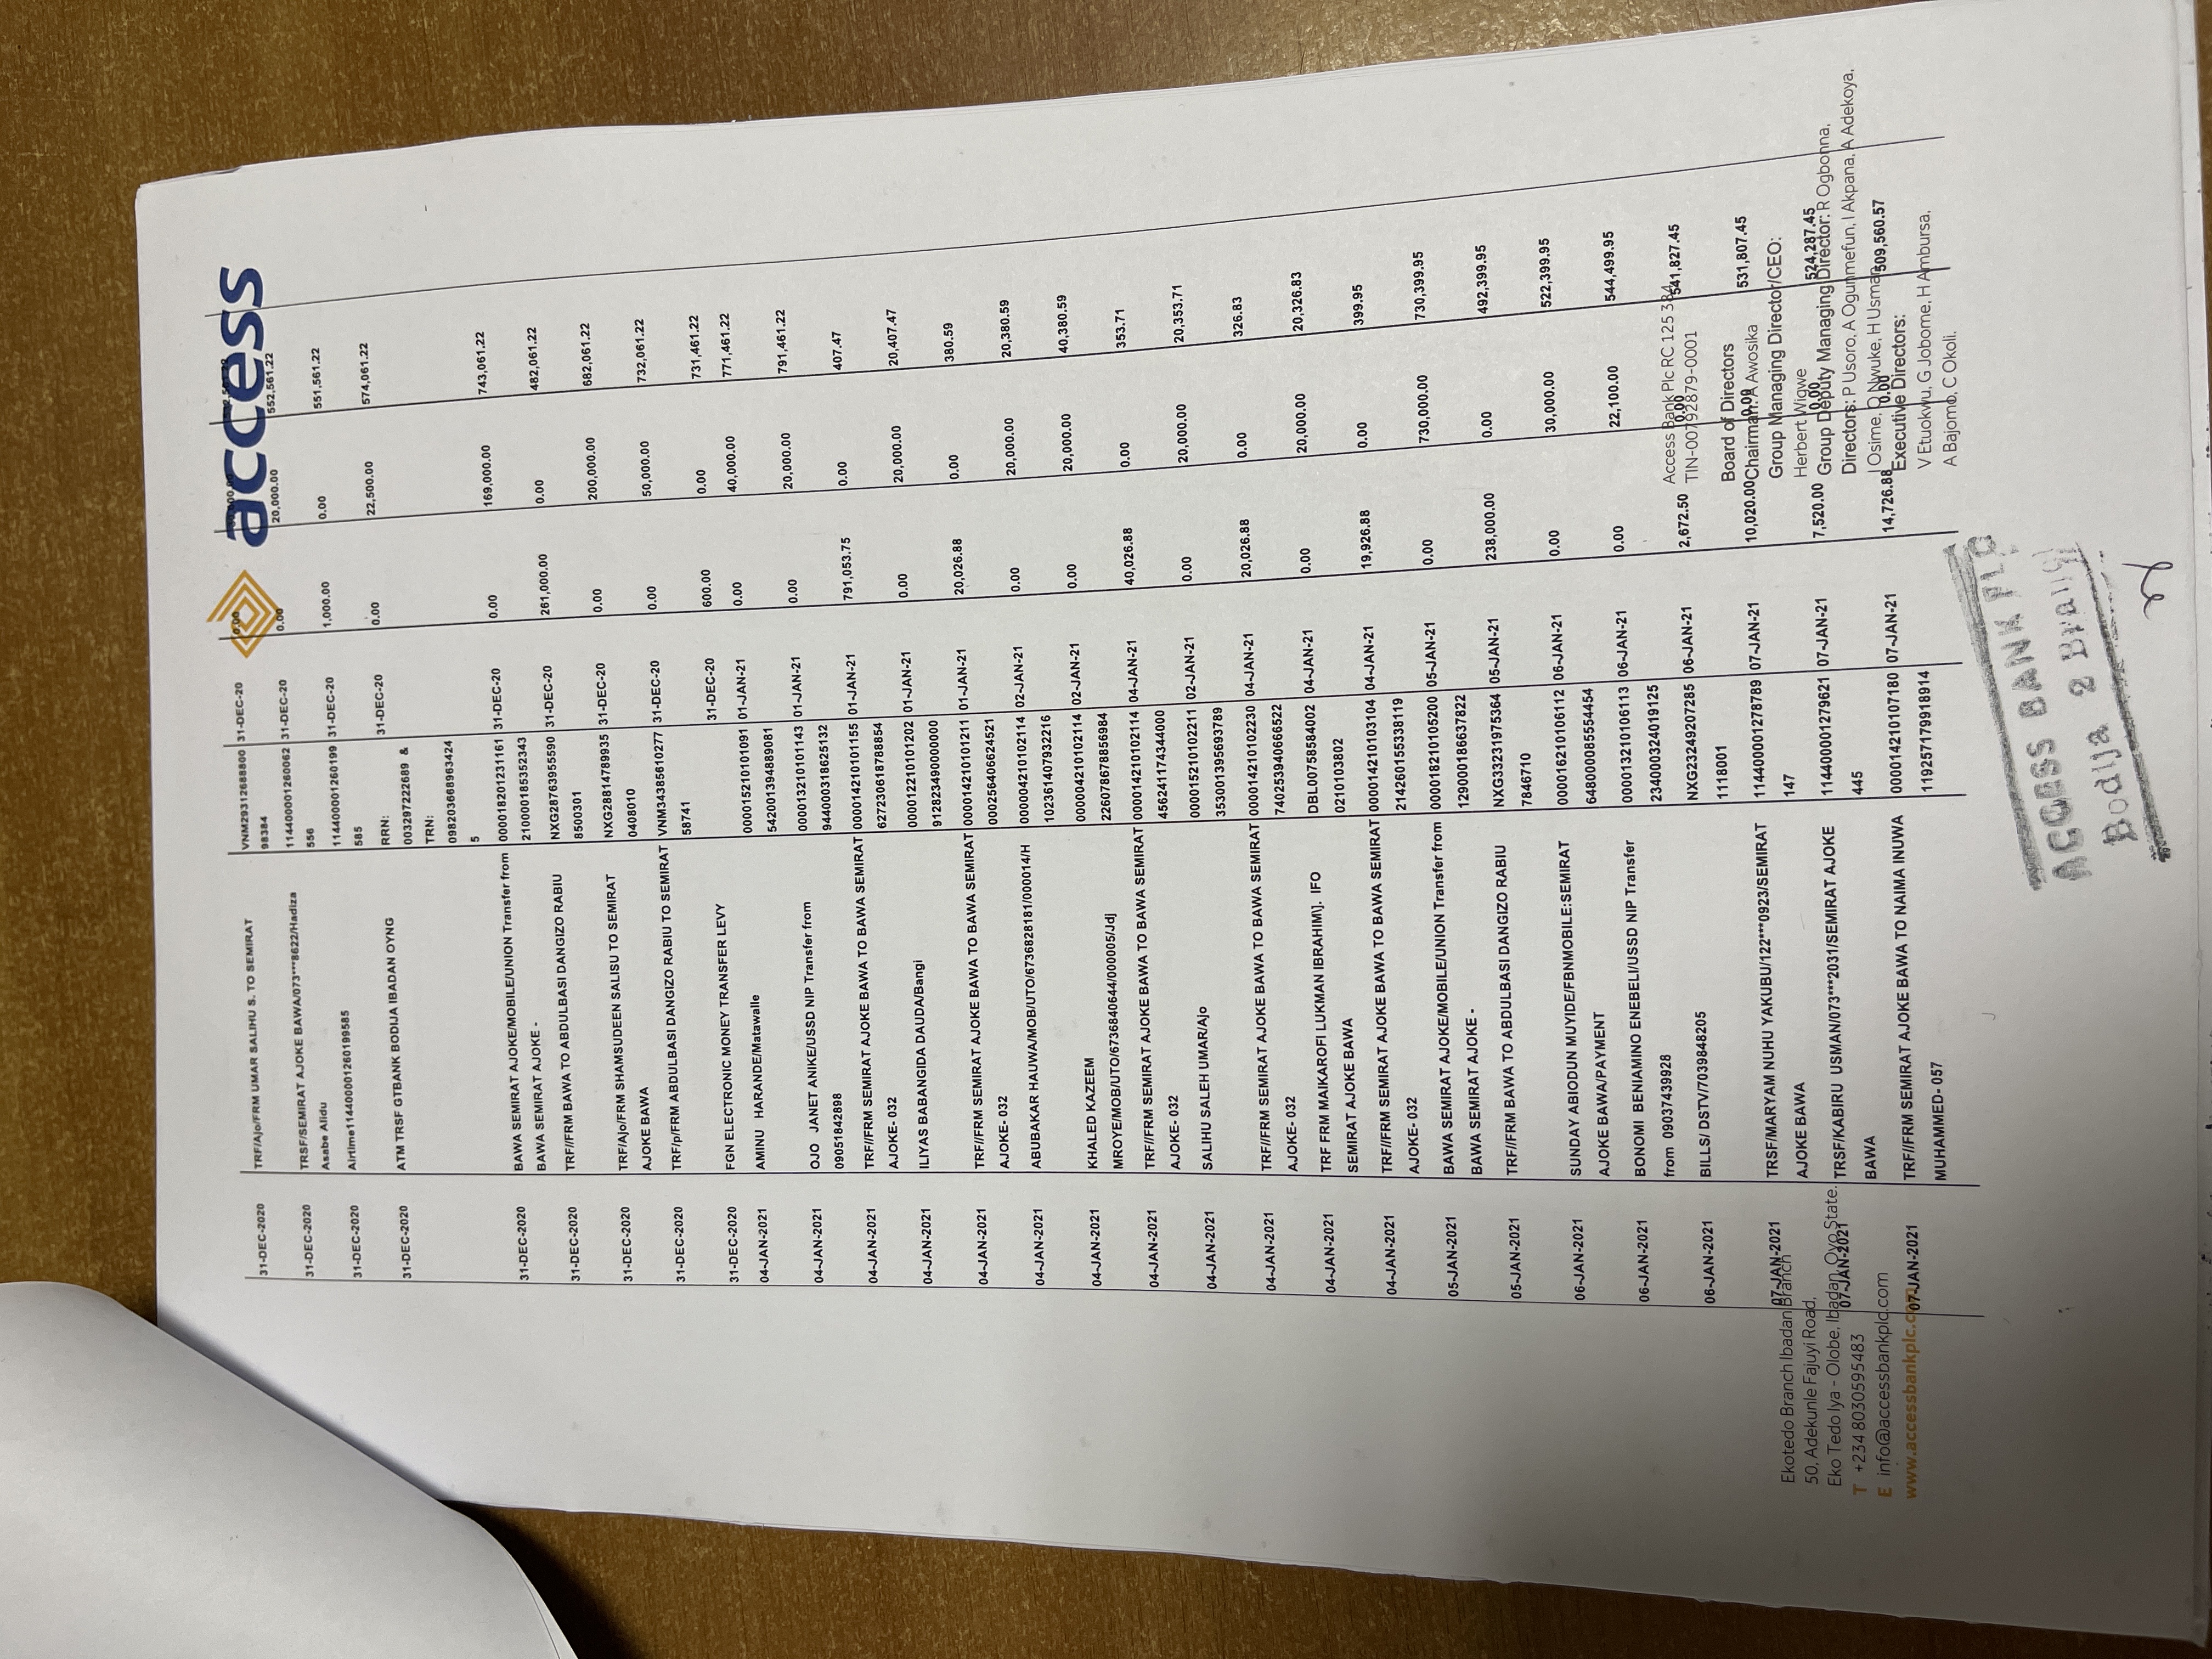 access
31-DEC-2020 TRF/Ajo/FRM UMAR SALIHU S. TO SEMIRAT VNM29312688800 31-DEC-20 0.00
98384
31-DEC-2020 TRSF/SEMIRAT AJOKE BAWA/073***8622/Hadiza 114400001260062 31-DEC-20 0.00 20,000.00 552,561.22
Asabe Alidu 556
31-DEC-2020 Airtime114400001260199585 114400001260199 31-DEC-20 1,000.00 0.00 551,561.22
585
31-DEC-2020 ATM TRSF GTBANK BODIJA IBADAN OYNG RRN: 31-DEC-20 0.00 22,500.00 574,061.22
003297222689 &
TRN:
098203668963424
5
31-DEC-2020 BAWA SEMIRAT AJOKE/MOBILE/UNION Transfer from 000018201231161 31-DEC-20 0.00 169,000.00 743,061.22
BAWA SEMIRAT AJOKE - 210000185352343
31-DEC-2020 TRF//FRM BAWA TO ABDULBASI DANGIZO RABIU NXG28763955590 31-DEC-20 261,000.00 0.00 482,061.22
8500301
31-DEC-2020 TRF/Ajo/FRM SHAMSUDEEN SALISU TO SEMIRAT NXG28814789935 31-DEC-20 0.00 200,000.00 682,061.22
AJOKE BAWA 0408010
31-DEC-2020 TRF/p/FRM ABDULBASI DANGIZO RABIU TO SEMIRAT VNM34385610277 31-DEC-20 0.00 50,000.00 732,061.22
58741
31-DEC-2020 FGN ELECTRONIC MONEY TRANSFER LEVY 31-DEC-20 600.00 0.00 731,461.22
04-JAN-2021 AMINU HARANDE/Matawalle 000015210101091 01-JAN-21 0.00 40,000.00 771,461.22
542001394889081
04-JAN-2021 OJO JANET ANIKE/USSD NIP Transfer from 000013210101143 01-JAN-21 0.00 20,000.00 791,461.22
09051842898 944000318625132
04-JAN-2021 TRF//FRM SEMIRAT AJOKE BAWA TO BAWA SEMIRAT 000014210101155 01-JAN-21 791,053.75 0.00 407.47
AJOKE- 032 627230618788854
04-JAN-2021 ILIYAS BABANGIDA DAUDA/Bangi 000012210101202 01-JAN-21 0.00 20,000.00 20,407.47
912823490000000
04-JAN-2021 TRF//FRM SEMIRAT AJOKE BAWA TO BAWA SEMIRAT 000014210101211 01-JAN-21 20,026.88 0.00 380.59
AJOKE- 032 000256406624521
04-JAN-2021 ABUBAKAR HAUWA/MOB/UTO/6736828181/000014/H 000004210102114 02-JAN-21 0.00 20,000.00 20,380.59
102361407932216
04-JAN-2021 KHALED KAZEEM 000004210102114 02-JAN-21 0.00 20,000.00 40,380.59
MROYE/MOB/UTO/6736840644/000005/Jdj 226078678856984
04-JAN-2021 TRF//FRM SEMIRAT AJOKE BAWA TO BAWA SEMIRAT 000014210102114 04-JAN-21 40,026.88 0.00 353.71
AJOKE- 032 456241174344000
04-JAN-2021 SALIHU SALEH UMAR/Ajo 000015210102211 02-JAN-21 0.00 20,000.00 20,353.71
353001395693789
04-JAN-2021 TRF//FRM SEMIRAT AJOKE BAWA TO BAWA SEMIRAT 000014210102230 04-JAN-21 20,026.88 0.00 326.83
AJOKE- 032 740253940666522
04-JAN-2021 TRF FRM MAIKAROFI LUKMAN IBRAHIM\]. IFO DBL00758584002 04-JAN-21 0.00 20,000.00 20,326.83
SEMIRAT AJOKE BAWA 0210103802
04-JAN-2021 TRF//FRM SEMIRAT AJOKE BAWA TO BAWA SEMIRAT 000014210103104 04-JAN-21 19,926.88 0.00 399.95
AJOKE- 032 214260155338119
05-JAN-2021 BAWA SEMIRAT AJOKE/MOBILE/UNION Transfer from 000018210105200 05-JAN-21 0.00 730,000.00 730,399.95
BAWA SEMIRAT AJOKE - 129000186637822
05-JAN-2021 TRF//FRM BAWA TO ABDULBASI DANGIZO RABIU NXG33231975364 05-JAN-21 238,000.00 0.00 492,399.95
7846710
06-JAN-2021 SUNDAY ABIODUN MUYIDE/FBNMOBILE:SEMIRAT 000016210106112 06-JAN-21 0.00 30,000.00 522,399.95
AJOKE BAWA/PAYMENT 648000085554454
06-JAN-2021 BONOMI BENIAMINO ENEBELI/USSD NIP Transfer 000013210106113 06-JAN-21 0.00 22,100.00 544,499.95
from 09037439928 234000324019125
06-JAN-2021 BILLS/ DSTV/7039848205 NXG23249207285 06-JAN-21 2,672.50 0.00 541,827.45
1118001
07-JAN-2021 TRSF/MARYAM NUHU YAKUBU/122***0923/SEMIRAT 114400001278789 07-JAN-21 10,020.00 0.00 531,807.45
AJOKE BAWA 147
07-JAN-2021 TRSF/KABIRU USMAN/073***2031/SEMIRAT AJOKE 114400001279621 07-JAN-21 7,520.00 0.00 524,287.45
BAWA 445
07-JAN-2021 TRF//FRM SEMIRAT AJOKE BAWA TO NAIMA INUWA 000014210107180 07-JAN-21 14,726.88 0.00 509,560.57
MUHAMMED- 057 119257179918914
Ekotedo Branch Ibadan Branch
50, Adekunle Fajuyi Road,
Eko Tedo Iya - Olobe, Ibadan, Oyo State.
T +234 8030595483
E info@accessbankplc.com
www.accessbankplc.com
Access Bank Plc RC 125 384
TIN-00792879-0001
Board of Directors
Chairman: A Awosika
Group Managing Director/CEO:
Herbert Wigwe
Group Deputy Managing Director: R Ogbonna,
Directors: P Usoro, A Ogunmefun, I Akpana, A Adekoya,
I Osime, O Nwuke, H Usman,
Executive Directors:
V Etuokwu, G Jobome, H Ambursa,
A Bajomo, C Okoli.
ACCESS BANK PLC
Bodija 2 Branch